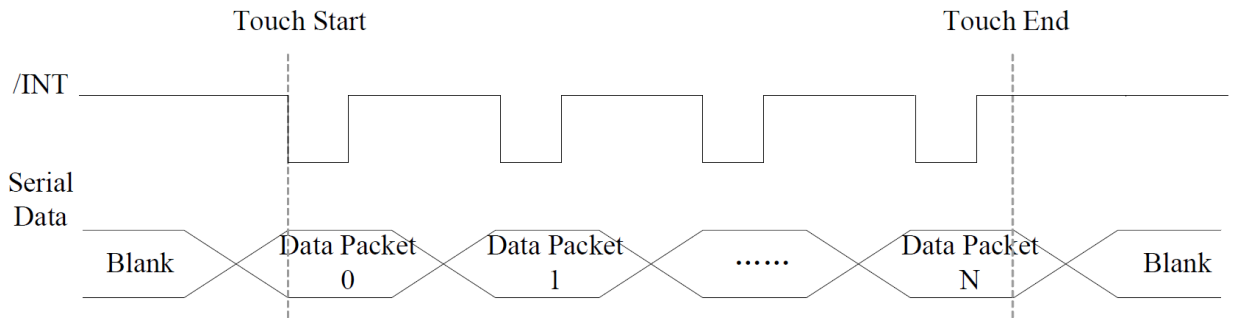 Touch Start
Touch End
/INT
Serial
Data
Blank
Data Packet
0
Data Packet
1
······
Data Packet
N
Blank